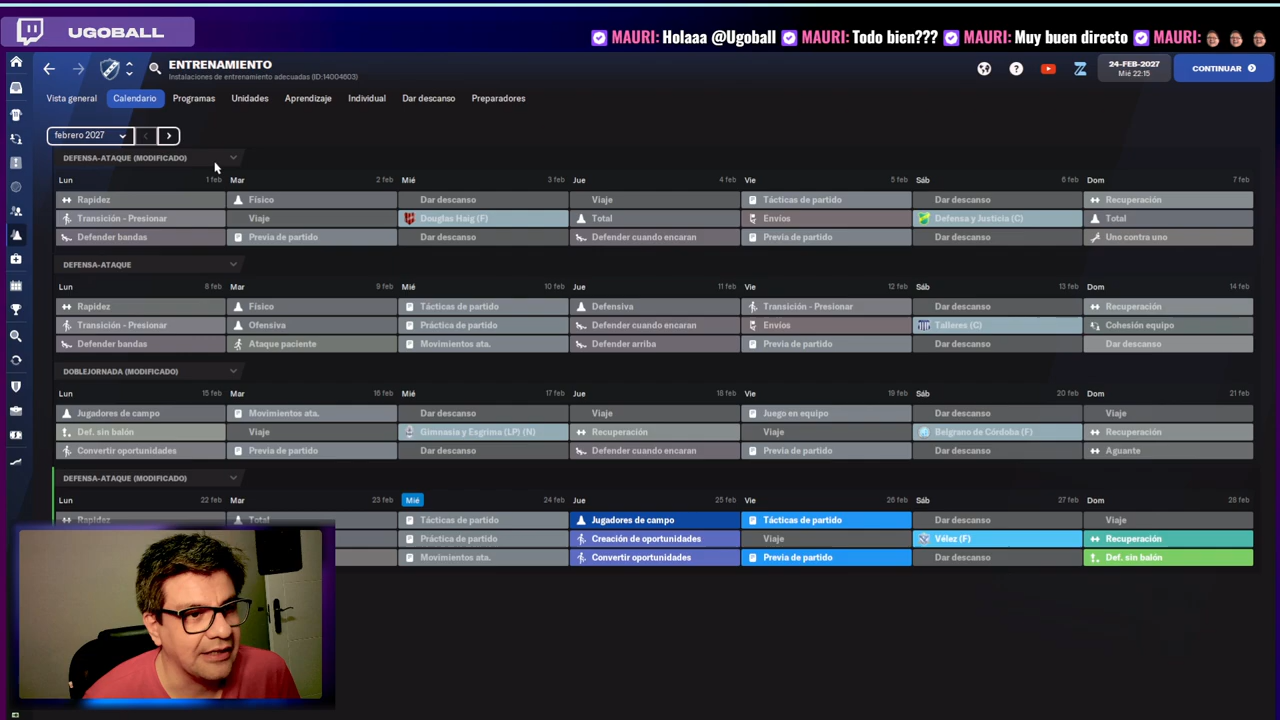 UGOBALL
MAURI: Holaaa @Ugoball MAURI: Todo bien??? MAURI: Muy buen directo MAURI:
ENTRENAMIENTO
Instalaciones de entrenamiento adecuadas (ID:14004603)
24-FEB-2027
Mié 22:15
CONTINUAR
Vista general Calendario Programas Unidades Aprendizaje Individual Dar descanso Preparadores
febrero 2027
DEFENSA-ATAQUE (MODIFICADO)
Lun 1 feb Mar 2 feb Mié 3 feb Jue 4 feb Vie 5 feb Sáb 6 feb Dom 7 feb
Rapidez Físico Dar descanso Viaje Tácticas de partido Dar descanso Recuperación
Transición - Presionar Viaje Douglas Haig (F) Total Envíos Defensa y Justicia (C) Total
Defender bandas Previa de partido Dar descanso Defender cuando encaran Previa de partido Dar descanso Uno contra uno
DEFENSA-ATAQUE
Lun 8 feb Mar 9 feb Mié 10 feb Jue 11 feb Vie 12 feb Sáb 13 feb Dom 14 feb
Rapidez Físico Tácticas de partido Defensiva Transición - Presionar Dar descanso Recuperación
Transición - Presionar Ofensiva Práctica de partido Defender cuando encaran Envíos Talleres (C) Cohesión equipo
Defender bandas Ataque paciente Movimientos ata. Defender arriba Previa de partido Dar descanso Dar descanso
DOBLEJORNADA (MODIFICADO)
Lun 15 feb Mar 16 feb Mié 17 feb Jue 18 feb Vie 19 feb Sáb 20 feb Dom 21 feb
Jugadores de campo Movimientos ata. Dar descanso Viaje Juego en equipo Dar descanso Viaje
Def. sin balón Viaje Gimnasia y Esgrima (LP) (N) Recuperación Viaje Belgrano de Córdoba (F) Recuperación
Convertir oportunidades Previa de partido Dar descanso Defender cuando encaran Previa de partido Dar descanso Aguante
DEFENSA-ATAQUE (MODIFICADO)
Lun 22 feb Mar 23 feb Mié 24 feb Jue 25 feb Vie 26 feb Sáb 27 feb Dom 28 feb
Rapidez Total Tácticas de partido Jugadores de campo Tácticas de partido Dar descanso Viaje
Práctica de partido Creación de oportunidades Viaje Vélez (F) Recuperación
Movimientos ata. Convertir oportunidades Previa de partido Dar descanso Def. sin balón